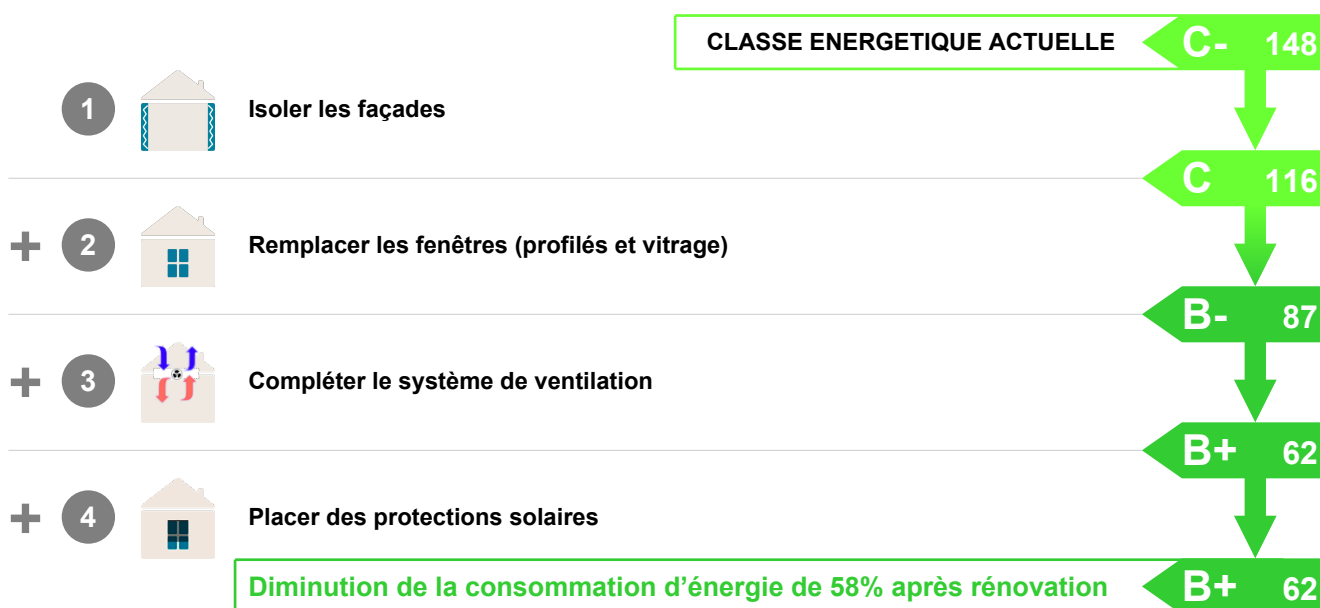 CLASSE ENERGETIQUE ACTUELLE C- 148
1 Isoler les façades
C 116
+ 2 Remplacer les fenêtres (profilés et vitrage)
B- 87
+ 3 Compléter le système de ventilation
B+ 62
+ 4 Placer des protections solaires
Diminution de la consommation d’énergie de 58% après rénovation B+ 62